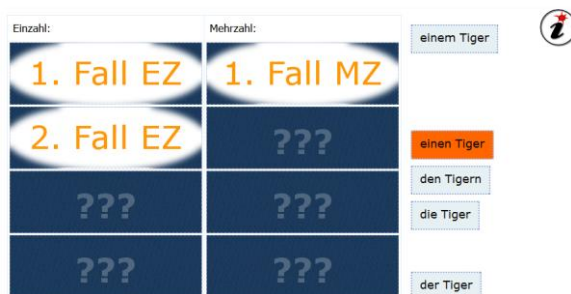 Einzahl:
Mehrzahl:
einem Tiger
i
1. Fall EZ
1. Fall MZ
2. Fall EZ
???
einen Tiger
den Tigern
???
???
die Tiger
???
???
der Tiger